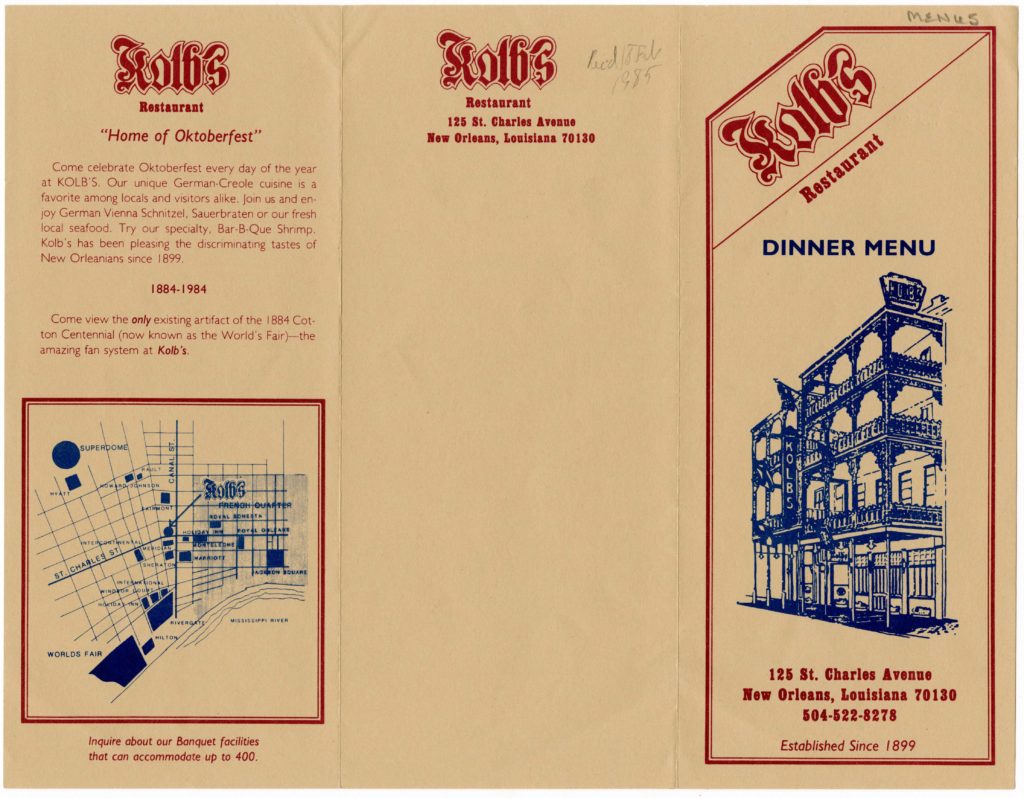 Kolb's
Restaurant
"Home of Oktoberfest"
Come celebrate Oktoberfest every day of the year
at KOLB'S. Our unique German-Creole cuisine is a
favorite among locals and visitors alike. Join us and en-
joy German Vienna Schnitzel, Sauerbraten or our fresh
local seafood. Try our specialty, Bar-B-Que Shrimp.
Kolb's has been pleasing the discriminating tastes of
New Orleanians since 1899.
1884-1984
Come view the only existing artifact of the 1884 Cot-
ton Centennial (now known as the World's Fair)—the
amazing fan system at Kolb's.
SUPERDOME
CANAL ST.
HYATT
RAULT
HOWARD JOHNSON
Kolb's
FAIRMONT
FRENCH QUARTER
ROYAL SONESTA
HOLIDAY INN
ROYAL ORLEANS
INTERCONTINENTAL
MERIDIAN
MONTELEONE
ST. CHARLES ST.
MARRIOTT
SHERATON
JACKSON SQUARE
INTERNATIONAL
WINDSOR COURT
HOLIDAY INN
RIVERGATE
MISSISSIPPI RIVER
HILTON
WORLDS FAIR
Inquire about our Banquet facilities
that can accommodate up to 400.
Kolb's
Restaurant
125 St. Charles Avenue
New Orleans, Louisiana 70130
Rec'd 18 Feb
1985
MENUS
Kolb's
Restaurant
DINNER MENU
KOLB'S
125 St. Charles Avenue
New Orleans, Louisiana 70130
504-522-8278
Established Since 1899